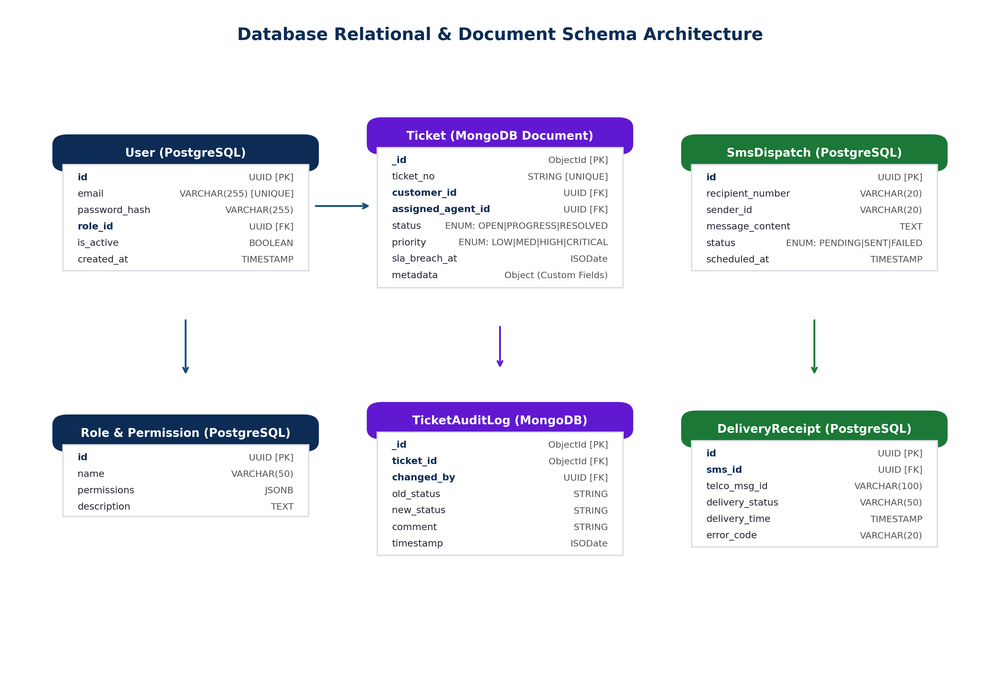 Database Relational & Document Schema Architecture
User (PostgreSQL)
id UUID [PK]
email VARCHAR(255) [UNIQUE]
password_hash VARCHAR(255)
role_id UUID [FK]
is_active BOOLEAN
created_at TIMESTAMP
Ticket (MongoDB Document)
_id ObjectId [PK]
ticket_no STRING [UNIQUE]
customer_id UUID [FK]
assigned_agent_id UUID [FK]
status ENUM: OPEN|PROGRESS|RESOLVED
priority ENUM: LOW|MED|HIGH|CRITICAL
sla_breach_at ISODate
metadata Object (Custom Fields)
SmsDispatch (PostgreSQL)
id UUID [PK]
recipient_number VARCHAR(20)
sender_id VARCHAR(20)
message_content TEXT
status ENUM: PENDING|SENT|FAILED
scheduled_at TIMESTAMP
Role & Permission (PostgreSQL)
id UUID [PK]
name VARCHAR(50)
permissions JSONB
description TEXT
TicketAuditLog (MongoDB)
_id ObjectId [PK]
ticket_id ObjectId [FK]
changed_by UUID [FK]
old_status STRING
new_status STRING
comment STRING
timestamp ISODate
DeliveryReceipt (PostgreSQL)
id UUID [PK]
sms_id UUID [FK]
telco_msg_id VARCHAR(100)
delivery_status VARCHAR(50)
delivery_time TIMESTAMP
error_code VARCHAR(20)